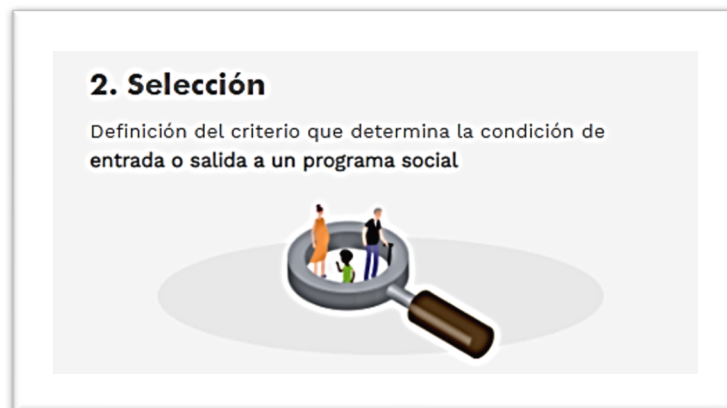 2. Selección
Definición del criterio que determina la condición de
entrada o salida a un programa social